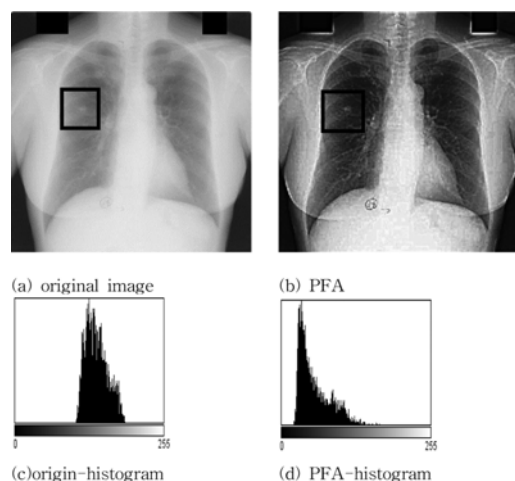 (a) original image
(b) PFA
0
255
0
255
(c)origin-histogram
(d) PFA-histogram